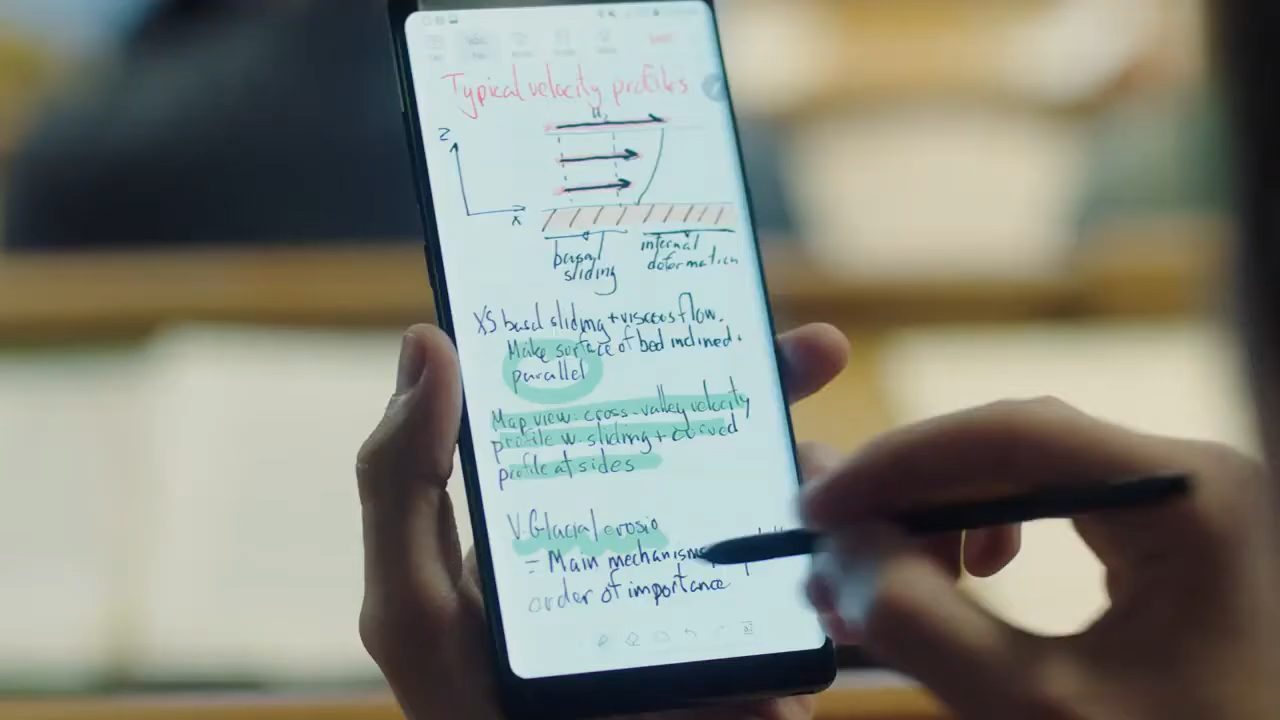 Typical velocity profiles
u
z
x
basal
sliding
internal
deformation
XS basal sliding + viscous flow.
Make surface of bed inclined +
parallel
Map view: cross-valley velocity
profile w. sliding + curved
profile at sides
V. Glacial erosio
= Main mechanisms
order of importance